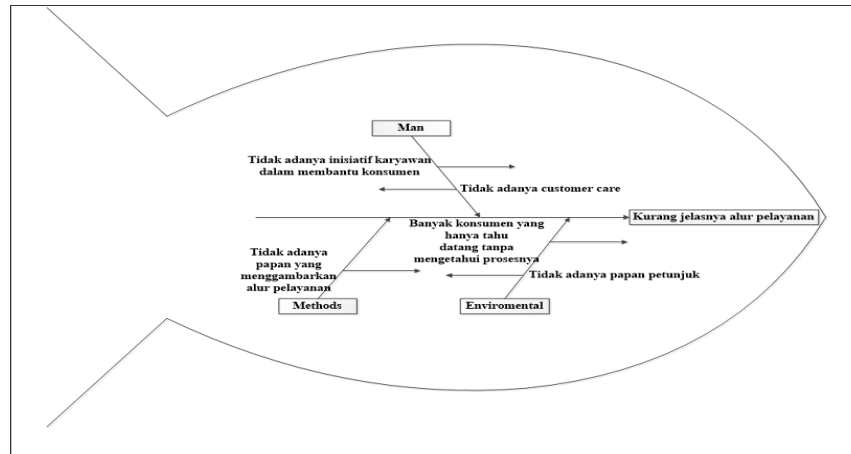 Man
Tidak adanya inisiatif karyawan
dalam membantu konsumen
Tidak adanya customer care
Kurang jelasnya alur pelayanan
Banyak konsumen yang
hanya tahu
datang tanpa
mengetahui prosesnya
Tidak adanya
papan yang
menggambarkan
alur pelayanan
Tidak adanya papan petunjuk
Methods
Enviromental